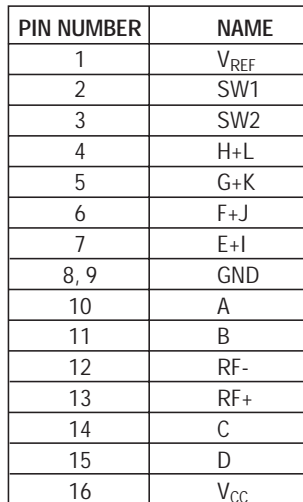 PIN NUMBER NAME
1 VREF
2 SW1
3 SW2
4 H+L
5 G+K
6 F+J
7 E+I
8, 9 GND
10 A
11 B
12 RF-
13 RF+
14 C
15 D
16 VCC